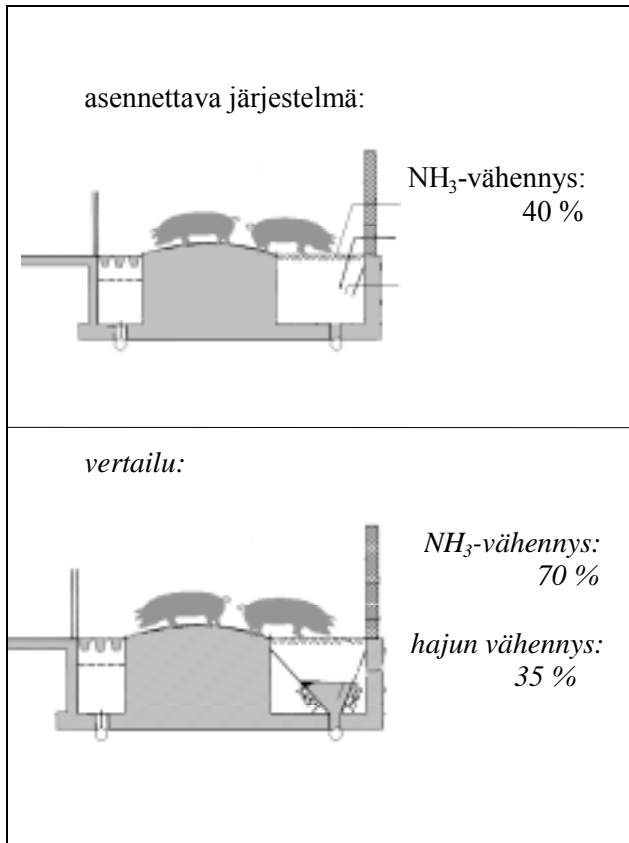 asennettava järjestelmä:
NH₃-vähennys:
40 %
vertailu:
NH₃-vähennys:
70 %
hajun vähennys:
35 %